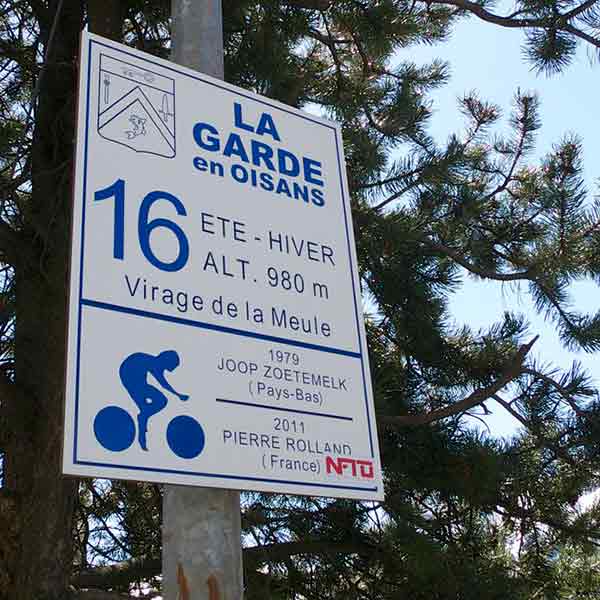 LA
GARDE
en OISANS
16
ETE - HIVER
ALT. 980 m
Virage de la Meule
1979
JOOP ZOETEMELK
(Pays-Bas)
2011
PIERRE ROLLAND
(France)
NFTO